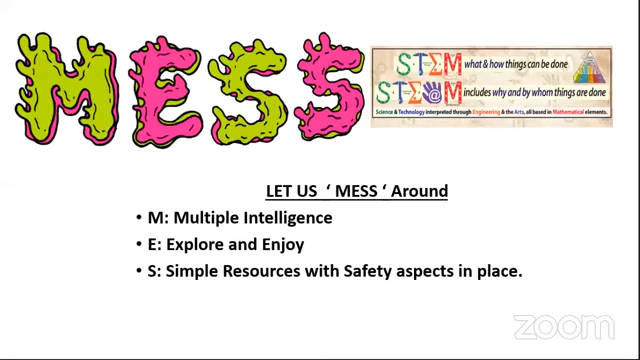 MESS
STEM what & how things can be done
STE@M includes why and by whom things are done
Science & Technology interpreted through Engineering & the Arts, all based in Mathematical elements.
LET US ‘ MESS ‘ Around
• M: Multiple Intelligence
• E: Explore and Enjoy
• S: Simple Resources with Safety aspects in place.
zoom